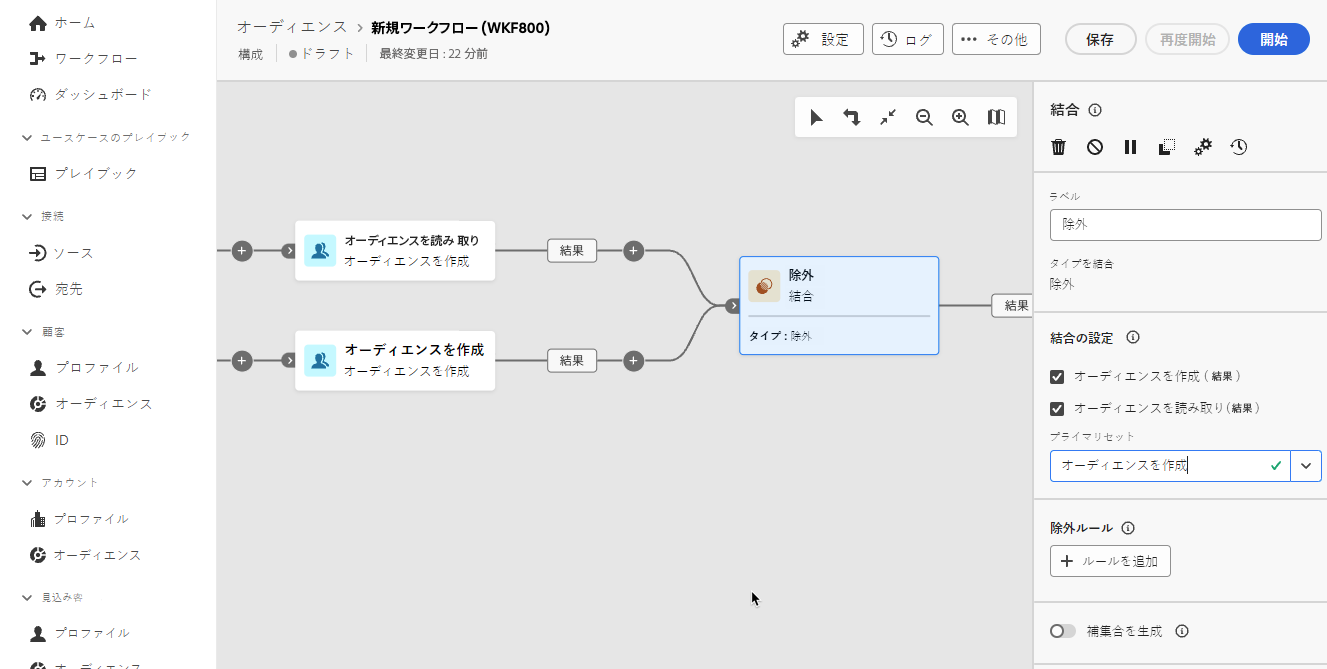 ホーム
ワークフロー
ダッシュボード
ユースケースのプレイブック
プレイブック
接続
ソース
宛先
顧客
プロファイル
オーディエンス
ID
アカウント
プロファイル
オーディエンス
見込み客
プロファイル
オーディエンス
オーディエンス > 新規ワークフロー (WKF800)
構成 ドラフト 最終変更日 : 22 分前
設定
ログ
その他
保存
再度開始
開始
オーディエンスを読み 取り
オーディエンスを作成
結果
オーディエンスを作成
オーディエンスを作成
結果
除外
結合
タイプ : 除外
結果
結合
ラベル
除外
タイプを結合
除外
結合の設定
オーディエンスを作成 ( 結果 )
オーディエンスを読み取り ( 結果 )
プライマリセット
オーディエンスを作成
除外ルール
ルールを追加
補集合を生成